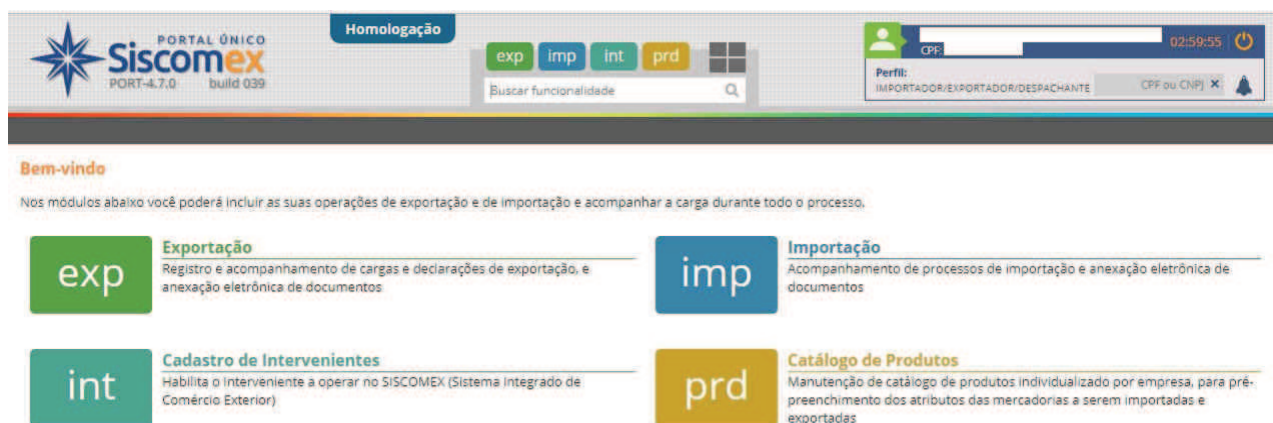 PORTAL ÚNICO
Siscomex
PORT-4.7.0 build 039
Homologação
exp imp int prd
Buscar funcionalidade
CPF: 02:59:55
Perfil:
IMPORTADOR/EXPORTADOR/DESPACHANTE CPF ou CNPJ ×
Bem-vindo
Nos módulos abaixo você poderá incluir as suas operações de exportação e de importação e acompanhar a carga durante todo o processo.
exp
Exportação
Registro e acompanhamento de cargas e declarações de exportação, e
anexação eletrônica de documentos
imp
Importação
Acompanhamento de processos de importação e anexação eletrônica de
documentos
int
Cadastro de Intervenientes
Habilita o interveniente a operar no SISCOMEX (Sistema Integrado de
Comércio Exterior)
prd
Catálogo de Produtos
Manutenção de catálogo de produtos individualizado por empresa, para pré-
preenchimento dos atributos das mercadorias a serem importadas e
exportadas